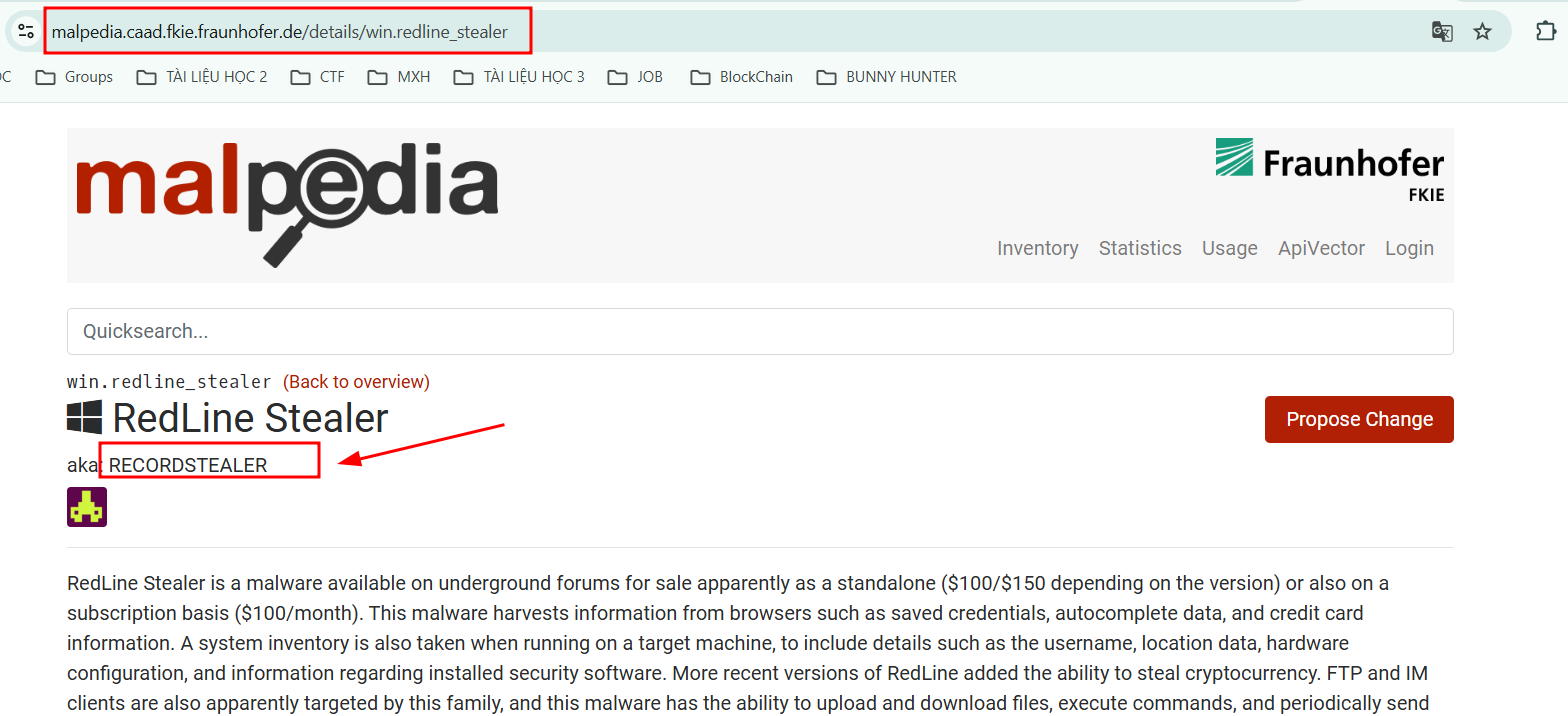 malpedia.caad.fkie.fraunhofer.de/details/win.redline_stealer
Groups TÀI LIỆU HỌC 2 CTF MXH TÀI LIỆU HỌC 3 JOB BlockChain BUNNY HUNTER
malpedia
Fraunhofer
FKIE
Inventory Statistics Usage ApiVector Login
Quicksearch...
win.redline_stealer (Back to overview)
RedLine Stealer
Propose Change
aka: RECORDSTEALER
RedLine Stealer is a malware available on underground forums for sale apparently as a standalone ($100/$150 depending on the version) or also on a
subscription basis ($100/month). This malware harvests information from browsers such as saved credentials, autocomplete data, and credit card
information. A system inventory is also taken when running on a target machine, to include details such as the username, location data, hardware
configuration, and information regarding installed security software. More recent versions of RedLine added the ability to steal cryptocurrency. FTP and IM
clients are also apparently targeted by this family, and this malware has the ability to upload and download files, execute commands, and periodically send